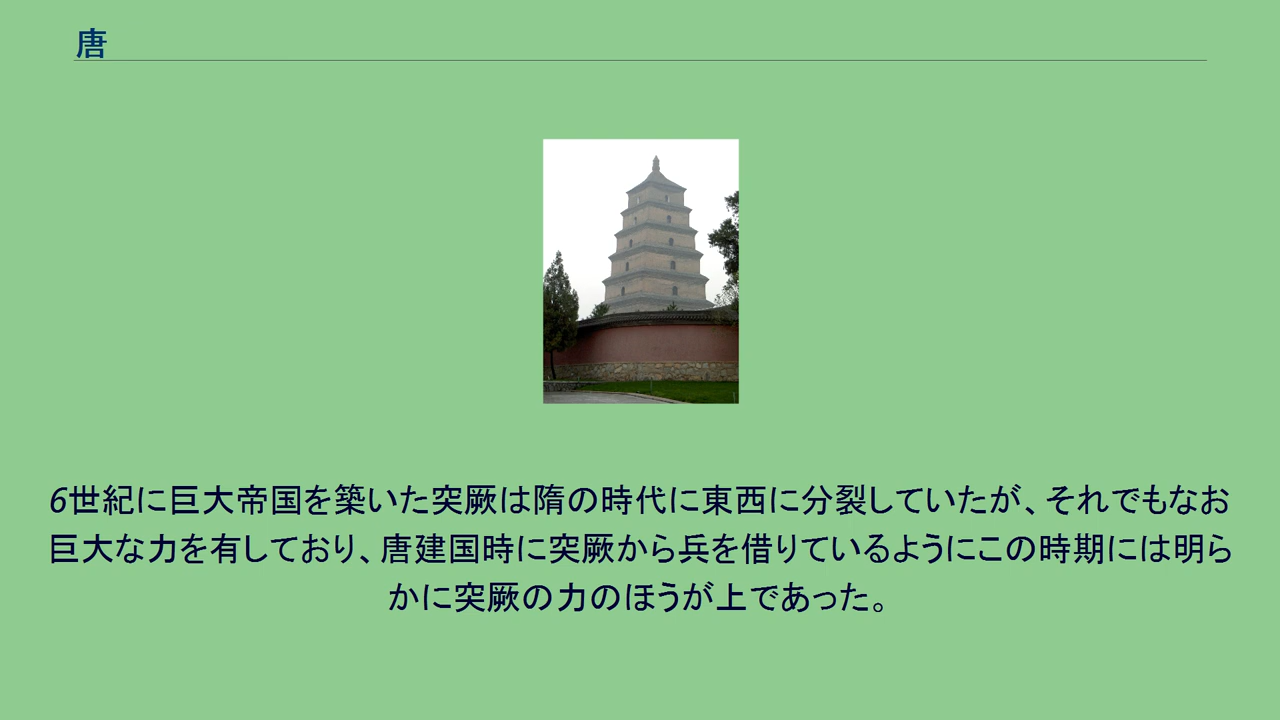 唐
6世紀に巨大帝国を築いた突厥は隋の時代に東西に分裂していたが、それでもなお
巨大な力を有しており、唐建国時に突厥から兵を借りているようにこの時期には明ら
かに突厥の力のほうが上であった。